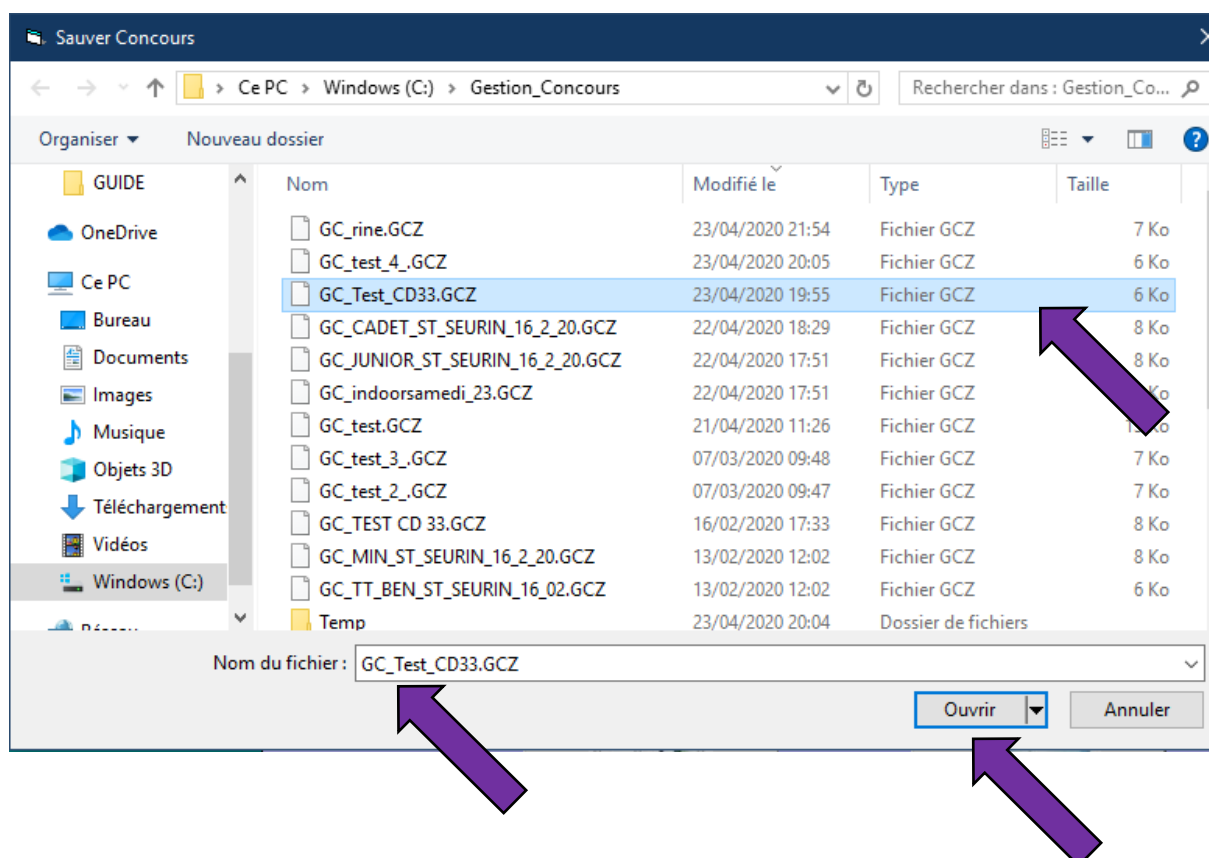 Sauver Concours
Ce PC > Windows (C:) > Gestion_Concours
Rechercher dans : Gestion_Co...
Organiser Nouveau dossier
?
GUIDE
OneDrive
Ce PC
Bureau
Documents
Images
Musique
Objets 3D
Téléchargement
Vidéos
Windows (C:)
Nom Modifié le Type Taille
GC_rine.GCZ 23/04/2020 21:54 Fichier GCZ 7 Ko
GC_test_4_.GCZ 23/04/2020 20:05 Fichier GCZ 6 Ko
GC_Test_CD33.GCZ 23/04/2020 19:55 Fichier GCZ 6 Ko
GC_CADET_ST_SEURIN_16_2_20.GCZ 22/04/2020 18:29 Fichier GCZ 8 Ko
GC_JUNIOR_ST_SEURIN_16_2_20.GCZ 22/04/2020 17:51 Fichier GCZ 8 Ko
GC_indoorsamedi_23.GCZ 22/04/2020 17:51 Fichier GCZ Ko
GC_test.GCZ 21/04/2020 11:26 Fichier GCZ Ko
GC_test_3_.GCZ 07/03/2020 09:48 Fichier GCZ 7 Ko
GC_test_2_.GCZ 07/03/2020 09:47 Fichier GCZ 7 Ko
GC_TEST CD 33.GCZ 16/02/2020 17:33 Fichier GCZ 8 Ko
GC_MIN_ST_SEURIN_16_2_20.GCZ 13/02/2020 12:02 Fichier GCZ 8 Ko
GC_TT_BEN_ST_SEURIN_16_02.GCZ 13/02/2020 12:02 Fichier GCZ 6 Ko
Temp 23/04/2020 20:04 Dossier de fichiers
Nom du fichier : GC_Test_CD33.GCZ
Ouvrir Annuler